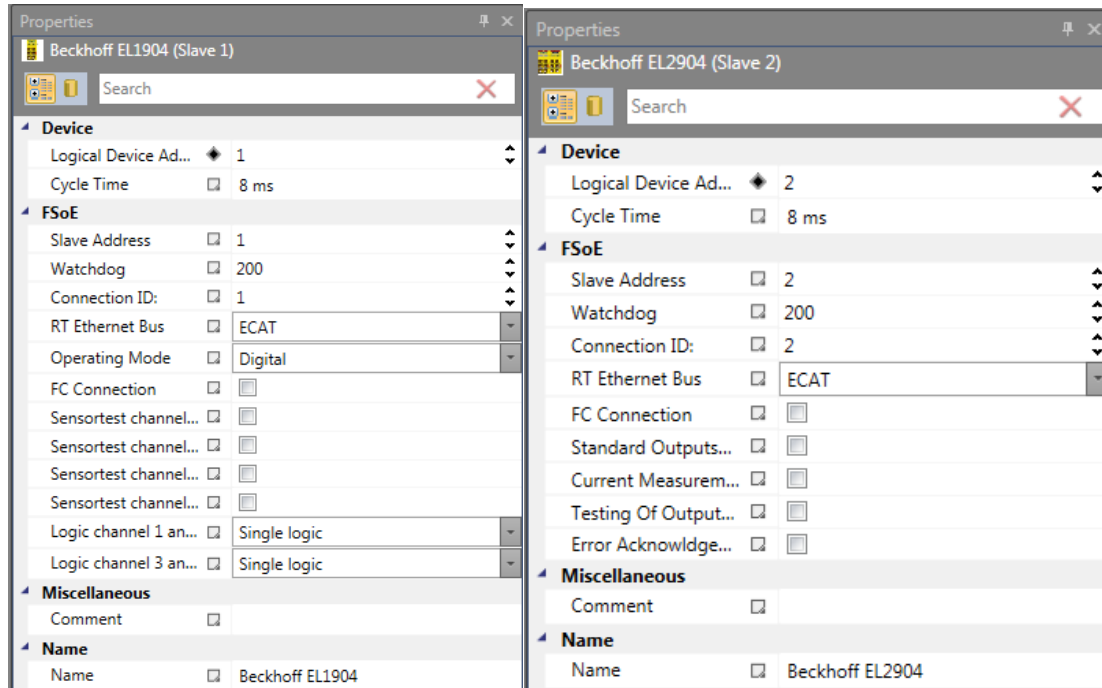 Properties
Beckhoff EL1904 (Slave 1)
Search
Device
Logical Device Ad... 1
Cycle Time 8 ms
FSoE
Slave Address 1
Watchdog 200
Connection ID: 1
RT Ethernet Bus ECAT
Operating Mode Digital
FC Connection
Sensortest channel...
Sensortest channel...
Sensortest channel...
Sensortest channel...
Logic channel 1 an... Single logic
Logic channel 3 an... Single logic
Miscellaneous
Comment
Name
Name Beckhoff EL1904
Properties
Beckhoff EL2904 (Slave 2)
Search
Device
Logical Device Ad... 2
Cycle Time 8 ms
FSoE
Slave Address 2
Watchdog 200
Connection ID: 2
RT Ethernet Bus ECAT
FC Connection
Standard Outputs...
Current Measurem...
Testing Of Output...
Error Acknowldge...
Miscellaneous
Comment
Name
Name Beckhoff EL2904